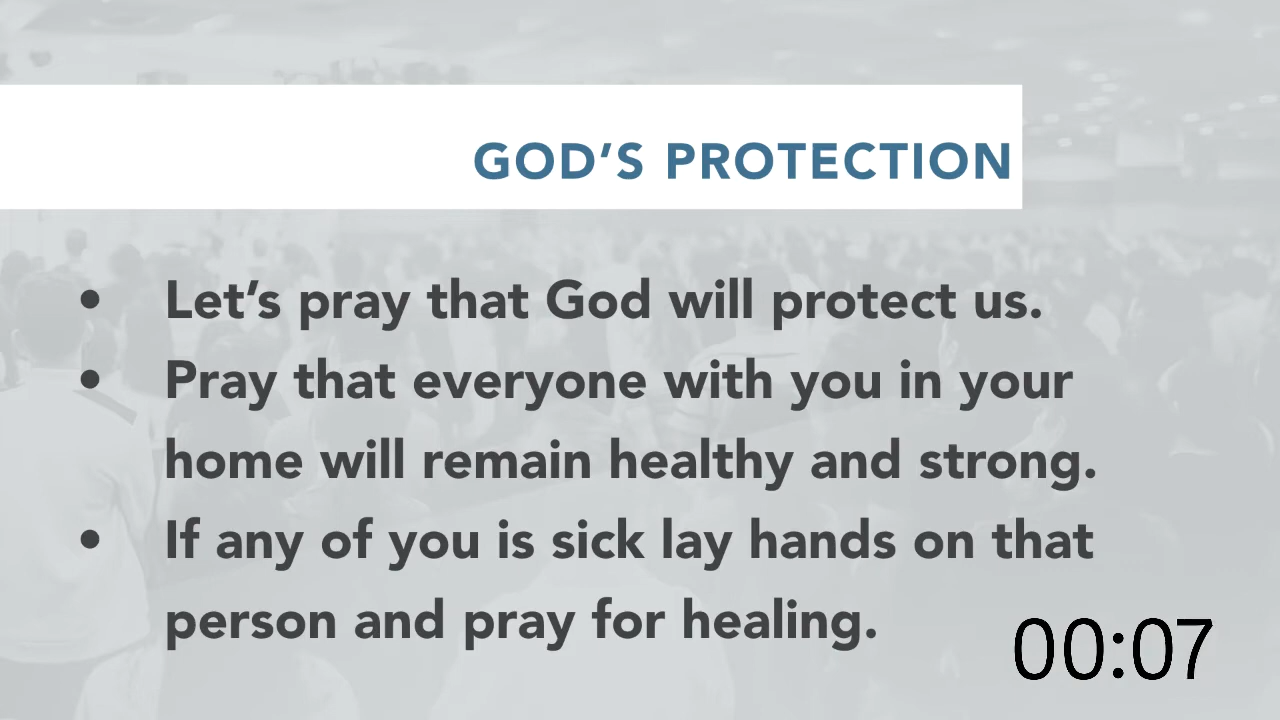 GOD’S PROTECTION
• Let’s pray that God will protect us.
• Pray that everyone with you in your
home will remain healthy and strong.
• If any of you is sick lay hands on that
person and pray for healing.
00:07